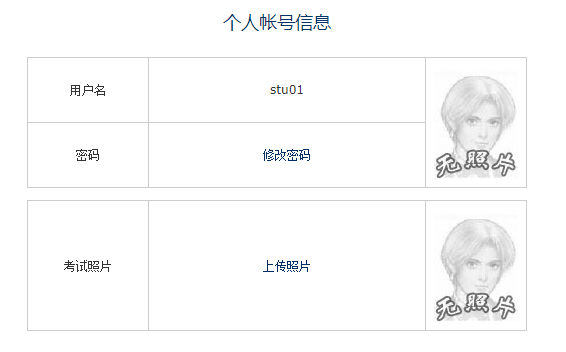 个人帐号信息
用户名
stu01
无照片
密码
修改密码
考试照片
上传照片
无照片